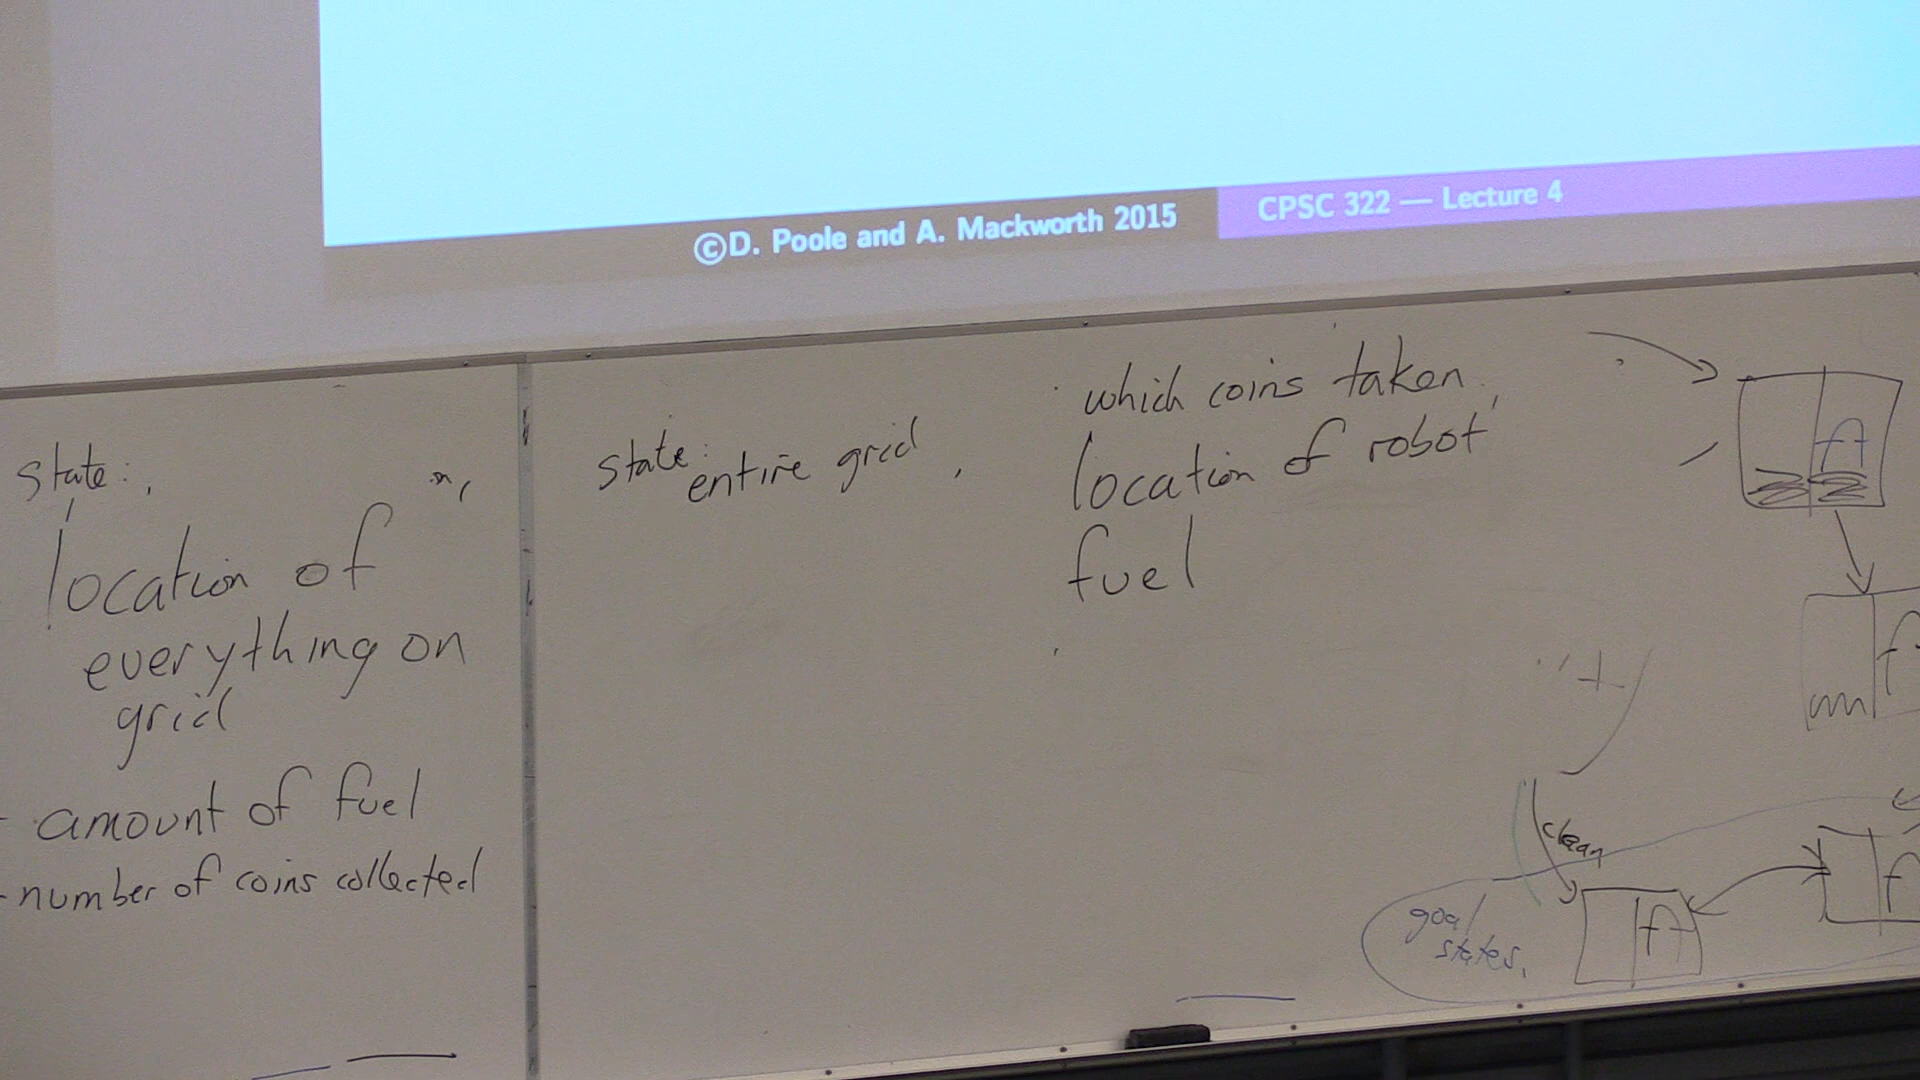 ©D. Poole and A. Mackworth 2015
CPSC 322 — Lecture 4
state:
location of
everything on
grid
- amount of fuel
- number of coins collected
state:
entire grid
which coins taken,
location of robot
fuel
clean
goal
states